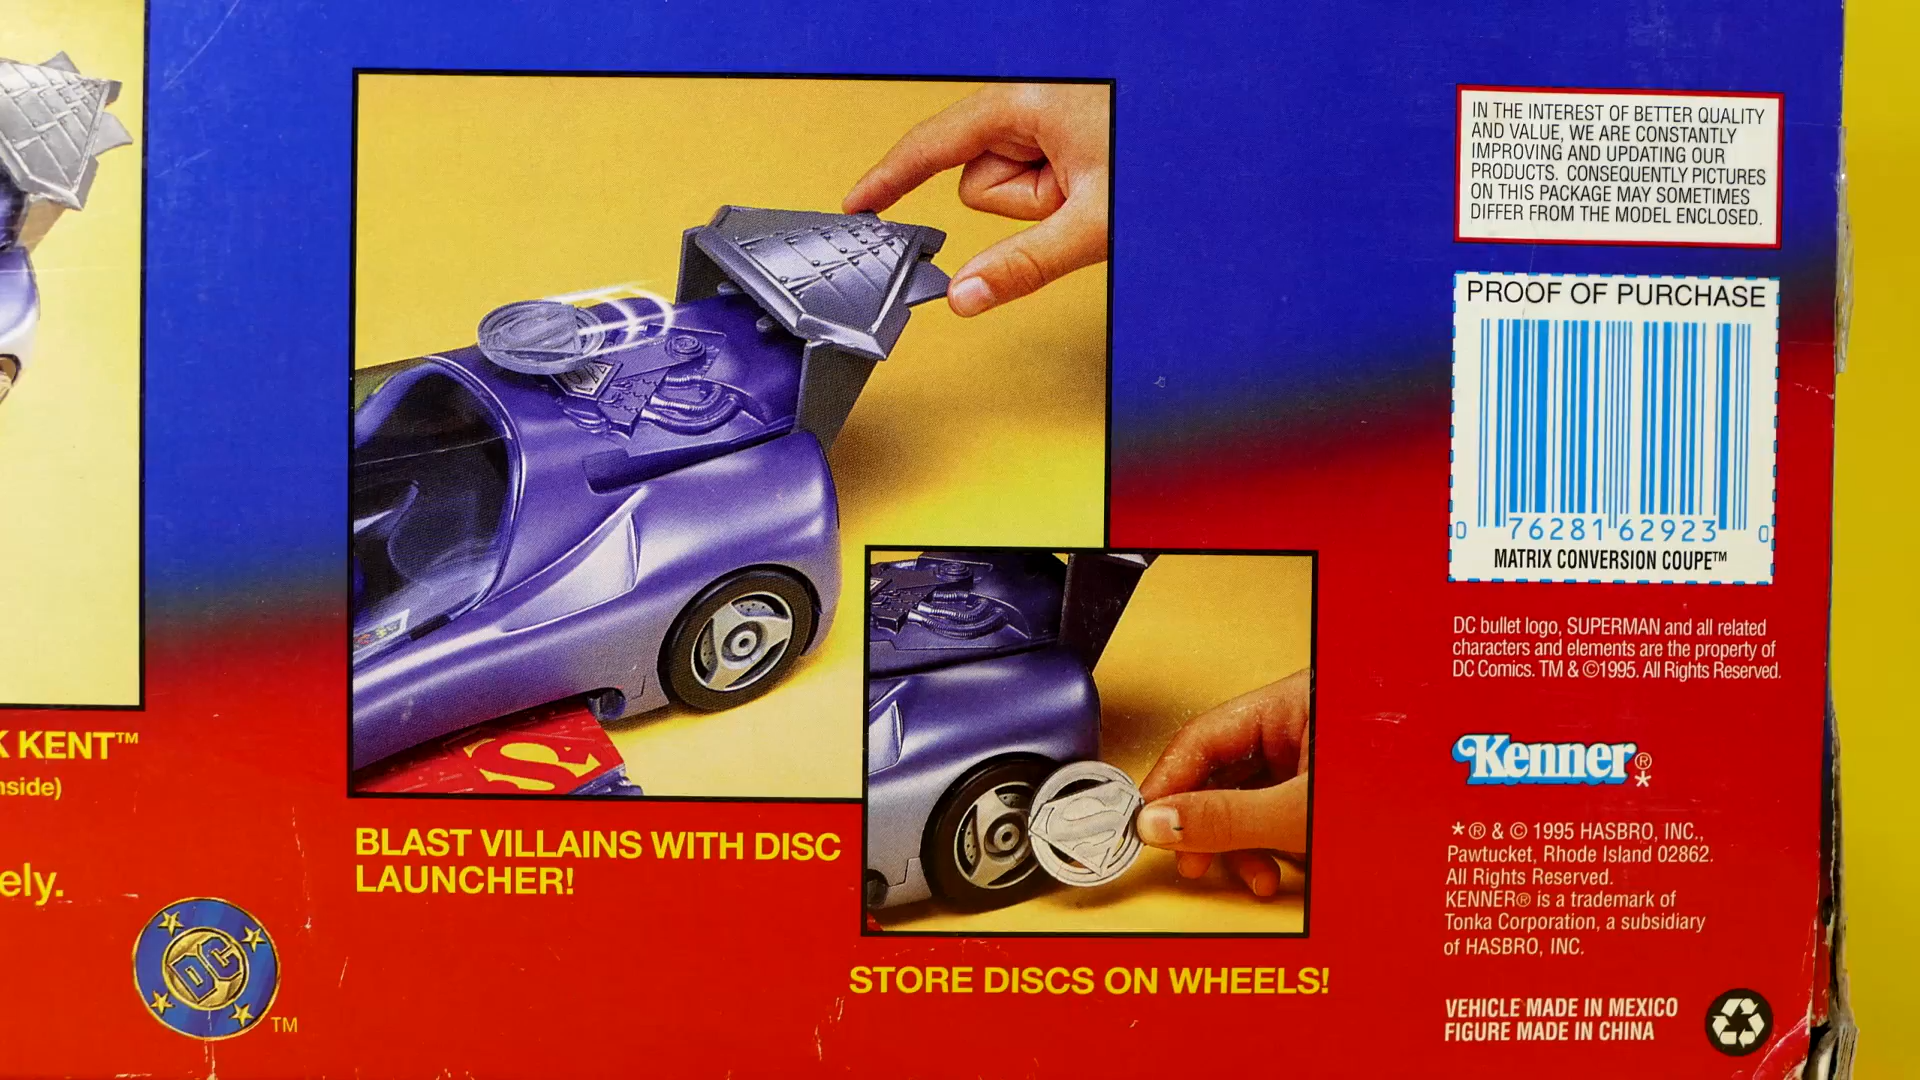 KENT™
BLAST VILLAINS WITH DISC
LAUNCHER!
DC
TM
STORE DISCS ON WHEELS!
IN THE INTEREST OF BETTER QUALITY
AND VALUE, WE ARE CONSTANTLY
IMPROVING AND UPDATING OUR
PRODUCTS. CONSEQUENTLY PICTURES
ON THIS PACKAGE MAY SOMETIMES
DIFFER FROM THE MODEL ENCLOSED.
PROOF OF PURCHASE
0 76281 62923 0
MATRIX CONVERSION COUPE™
DC bullet logo, SUPERMAN and all related
characters and elements are the property of
DC Comics. TM & ©1995. All Rights Reserved.
Kenner®
*
*® & © 1995 HASBRO, INC.,
Pawtucket, Rhode Island 02862.
All Rights Reserved.
KENNER® is a trademark of
Tonka Corporation, a subsidiary
of HASBRO, INC.
VEHICLE MADE IN MEXICO
FIGURE MADE IN CHINA